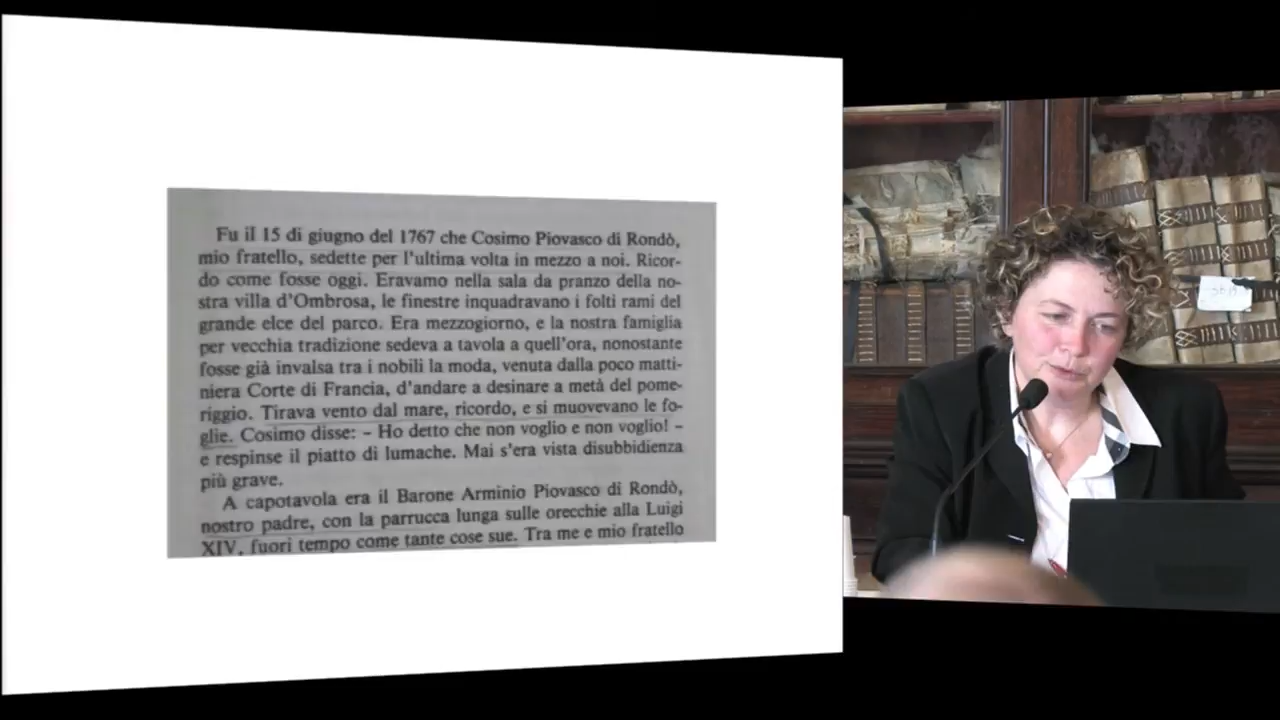 Fu il 15 di giugno del 1767 che Cosimo Piovasco di Rondò,
mio fratello, sedette per l'ultima volta in mezzo a noi. Ricor-
do come fosse oggi. Eravamo nella sala da pranzo della no-
stra villa d'Ombrosa, le finestre inquadravano i folti rami del
grande elce del parco. Era mezzogiorno, e la nostra famiglia
per vecchia tradizione sedeva a tavola a quell'ora, nonostante
fosse già invalsa tra i nobili la moda, venuta dalla poco matti-
niera Corte di Francia, d'andare a desinare a metà del pome-
riggio. Tirava vento dal mare, ricordo, e si muovevano le fo-
glie. Cosimo disse: – Ho detto che non voglio e non voglio! –
e respinse il piatto di lumache. Mai s'era vista disubbidienza
più grave.
A capotavola era il Barone Arminio Piovasco di Rondò,
nostro padre, con la parrucca lunga sulle orecchie alla Luigi
XIV, fuori tempo come tante cose sue. Tra me e mio fratello